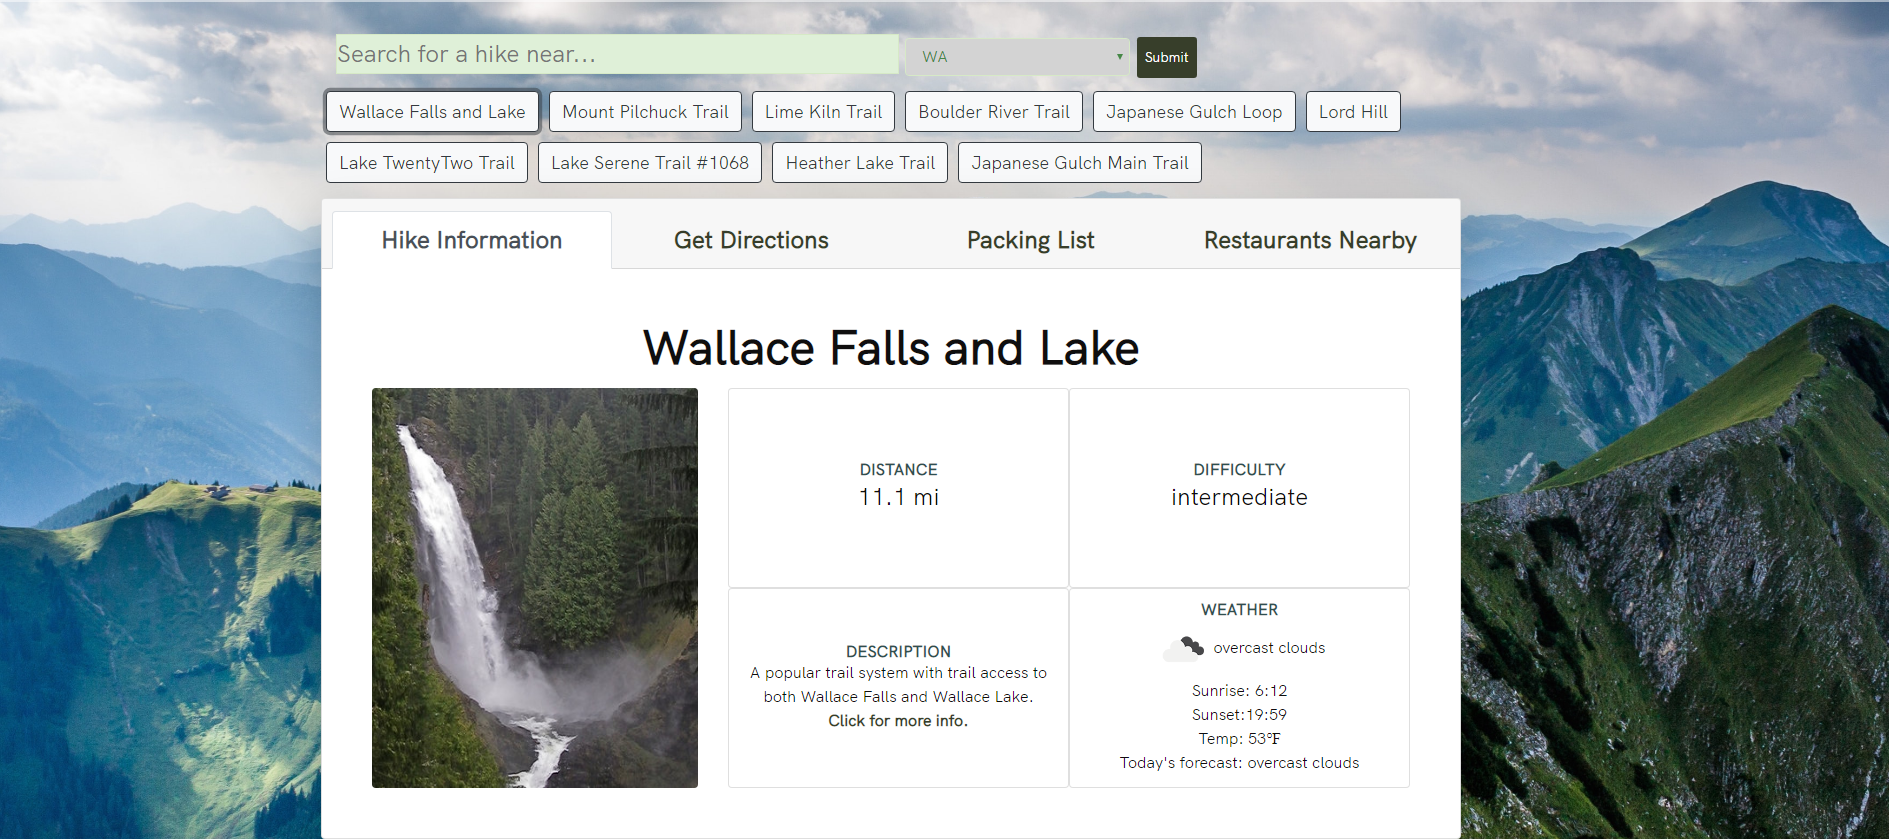 Search for a hike near...
WA
Submit
Wallace Falls and Lake
Mount Pilchuck Trail
Lime Kiln Trail
Boulder River Trail
Japanese Gulch Loop
Lord Hill
Lake TwentyTwo Trail
Lake Serene Trail #1068
Heather Lake Trail
Japanese Gulch Main Trail
Hike Information
Get Directions
Packing List
Restaurants Nearby
Wallace Falls and Lake
DISTANCE
11.1 mi
DIFFICULTY
intermediate
DESCRIPTION
A popular trail system with trail access to
both Wallace Falls and Wallace Lake.
Click for more info.
WEATHER
overcast clouds
Sunrise: 6:12
Sunset:19:59
Temp: 53°F
Today's forecast: overcast clouds